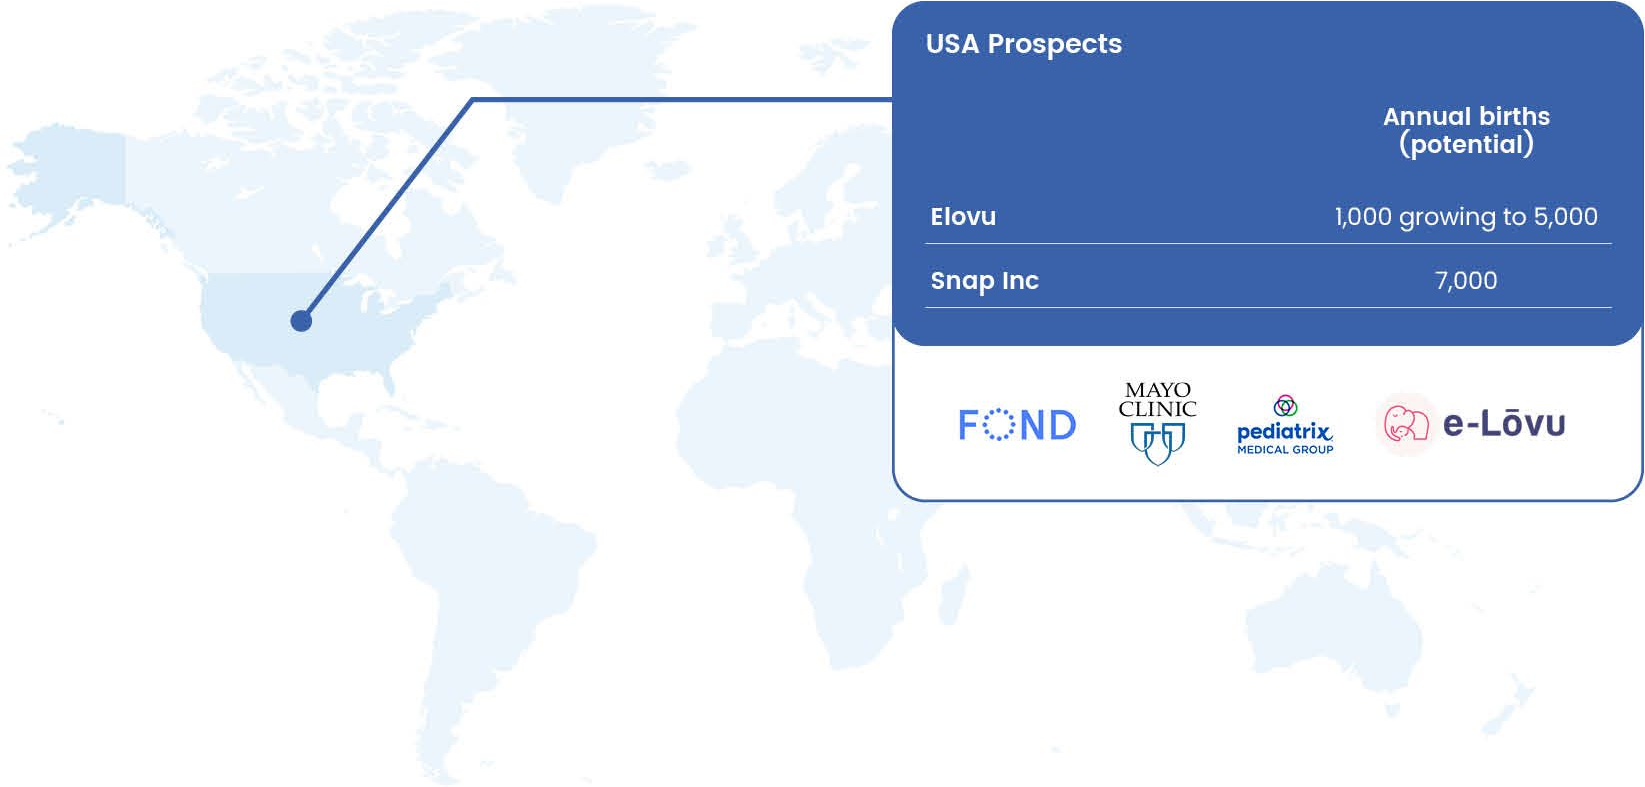 USA Prospects
Annual births
(potential)
Elovu 1,000 growing to 5,000
Snap Inc 7,000
FOND
MAYO
CLINIC
pediatrix
MEDICAL GROUP
e-Lōvu